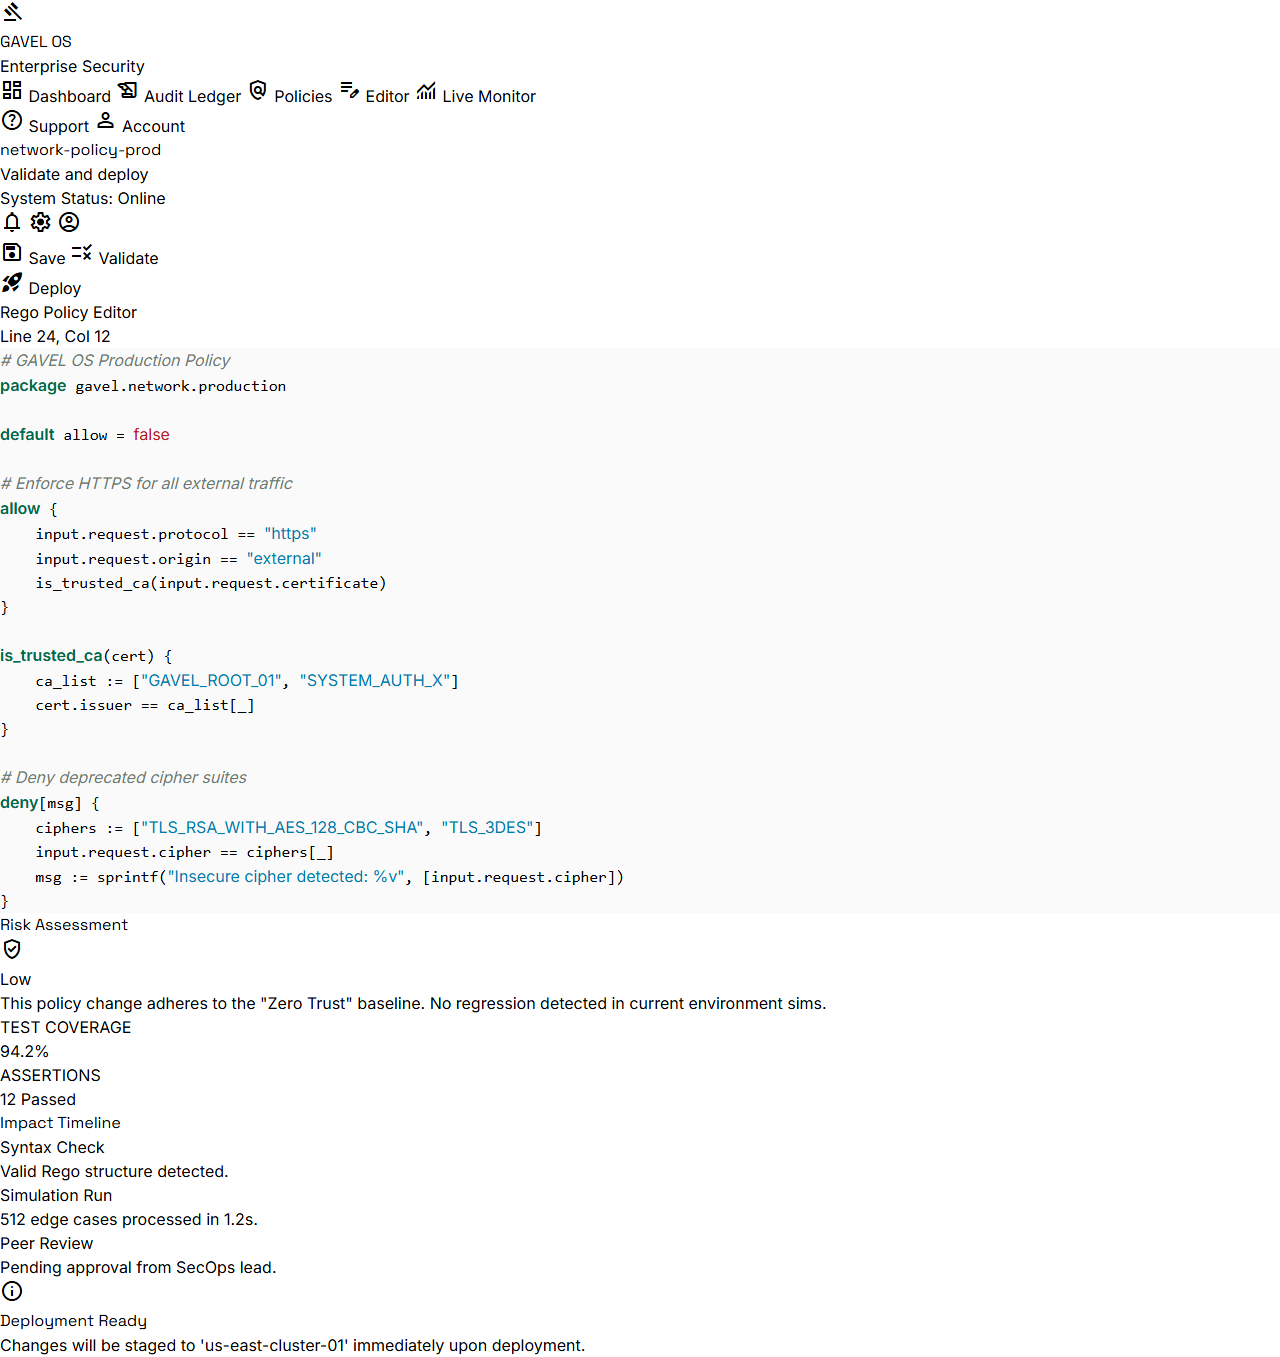 GAVEL OS
Enterprise Security
Dashboard Audit Ledger Policies Editor Live Monitor
Support Account
network-policy-prod
Validate and deploy
System Status: Online
Save Validate
Deploy
Rego Policy Editor
Line 24, Col 12
# GAVEL OS Production Policy
package gavel.network.production
default allow = false
# Enforce HTTPS for all external traffic
allow {
    input.request.protocol == "https"
    input.request.origin == "external"
    is_trusted_ca(input.request.certificate)
}
is_trusted_ca(cert) {
    ca_list := ["GAVEL_ROOT_01", "SYSTEM_AUTH_X"]
    cert.issuer == ca_list[_]
}
# Deny deprecated cipher suites
deny[msg] {
    ciphers := ["TLS_RSA_WITH_AES_128_CBC_SHA", "TLS_3DES"]
    input.request.cipher == ciphers[_]
    msg := sprintf("Insecure cipher detected: %v", [input.request.cipher])
}
Risk Assessment
Low
This policy change adheres to the "Zero Trust" baseline. No regression detected in current environment sims.
TEST COVERAGE
94.2%
ASSERTIONS
12 Passed
Impact Timeline
Syntax Check
Valid Rego structure detected.
Simulation Run
512 edge cases processed in 1.2s.
Peer Review
Pending approval from SecOps lead.
Deployment Ready
Changes will be staged to 'us-east-cluster-01' immediately upon deployment.